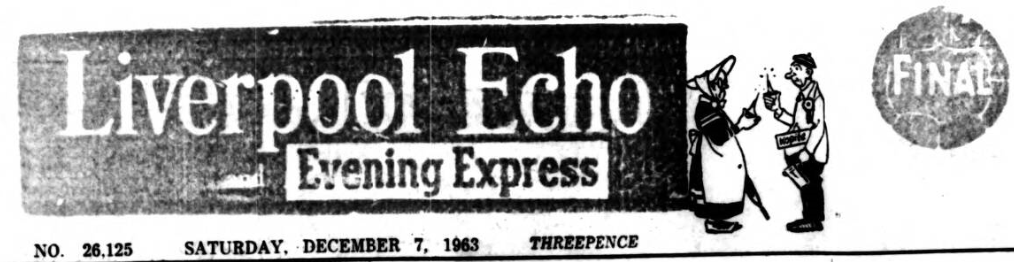 Liverpool Echo
FINAL
Evening Express
NO. 26,125 SATURDAY, DECEMBER 7, 1963 THREEPENCE